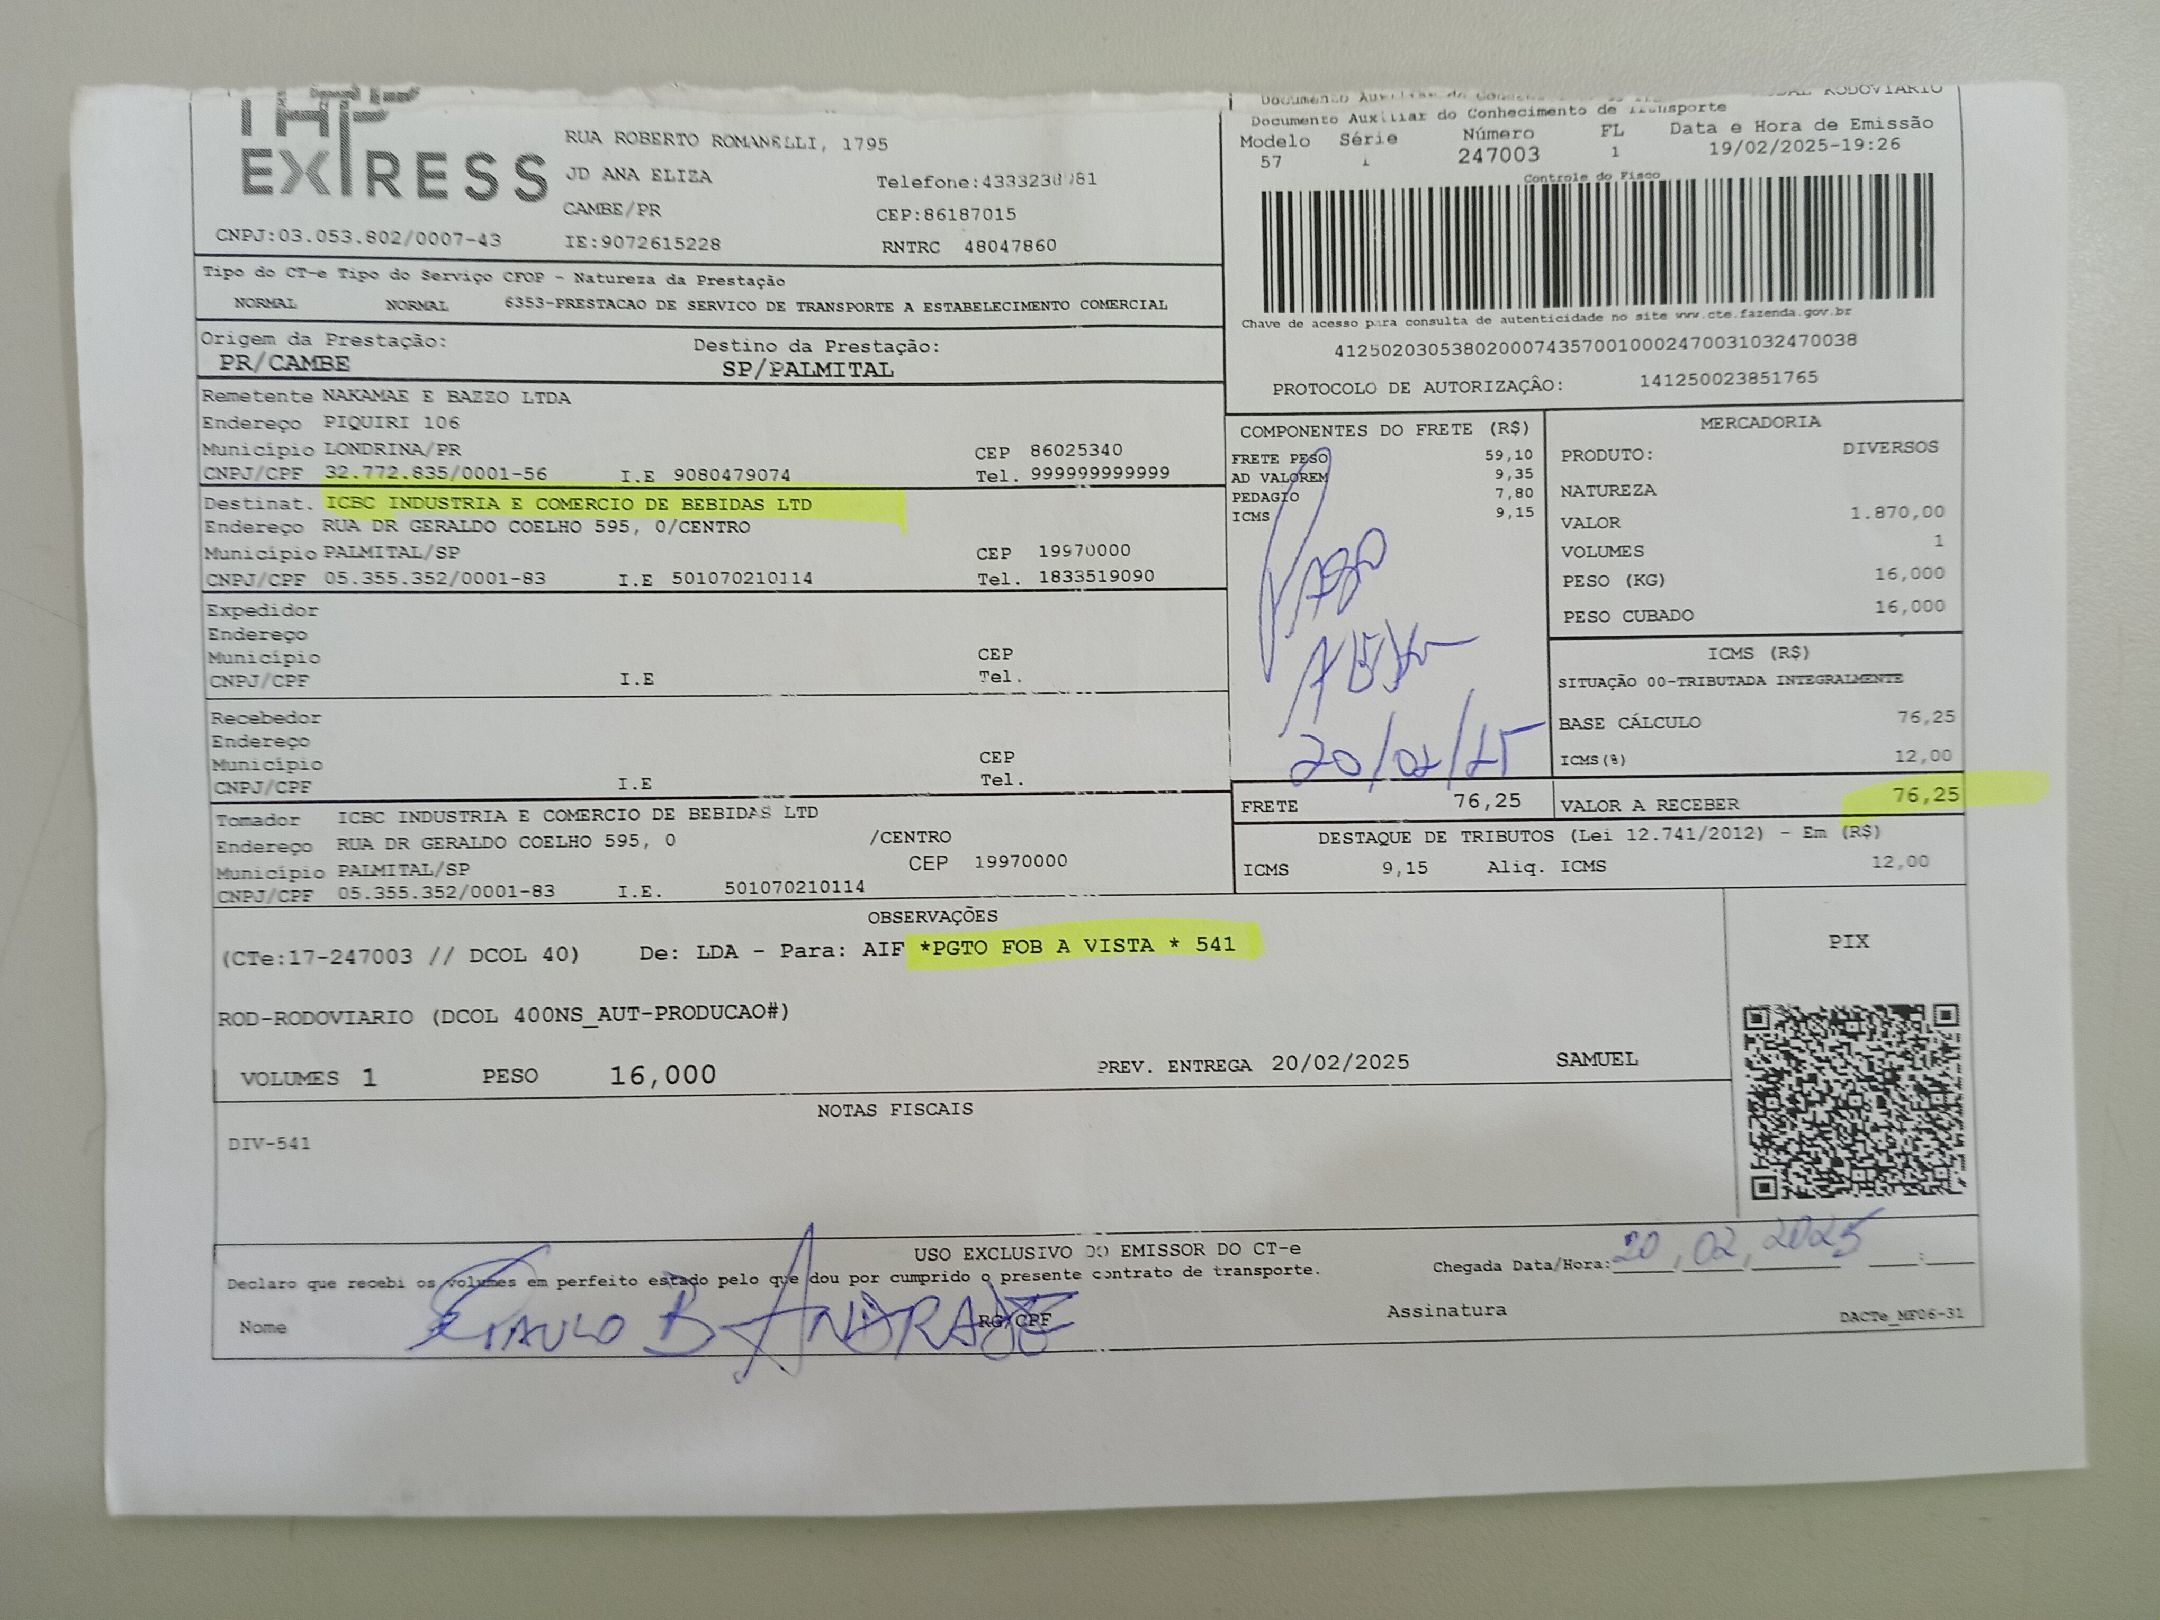 EXPRESS
RUA ROBERTO ROMANELLI, 1795
JD ANA ELIZA
CAMBE/PR
Telefone:
CEP:86187015
CNPJ:03.053.802/0007-43 IE:9072615228 RNTRC 48047860
Documento Auxiliar do Conhecimento de Transporte
Modelo Série Número FL Data e Hora de Emissão
57 1 247003 1 19/02/2025-19:26
Controle do Fisco
Chave de acesso para consulta de autenticidade no site www.cte.fazenda.gov.br
41250203053802000743570010002470031032470038
PROTOCOLO DE AUTORIZAÇÃO: 141250023851765
Tipo do CT-e Tipo do Serviço CFOP - Natureza da Prestação
NORMAL NORMAL 6353-PRESTACAO DE SERVICO DE TRANSPORTE A ESTABELECIMENTO COMERCIAL
Origem da Prestação: Destino da Prestação:
PR/CAMBE SP/PALMITAL
Remetente NAKAMAE E BAZZO LTDA
Endereço PIQUIRI 106
Município LONDRINA/PR CEP 86025340
CNPJ/CPF 32.772.835/0001-56 I.E 9080479074 Tel. 999999999999
Destinat. ICBC INDUSTRIA E COMERCIO DE BEBIDAS LTD
Endereço RUA DR GERALDO COELHO 595, 0/CENTRO
Município PALMITAL/SP CEP 19970000
CNPJ/CPF 05.355.352/0001-83 I.E 501070210114 Tel. 1833519090
Expedidor
Endereço
Município CEP
CNPJ/CPF I.E Tel.
Recebedor
Endereço
Município CEP
CNPJ/CPF I.E Tel.
Tomador ICBC INDUSTRIA E COMERCIO DE BEBIDAS LTD
Endereço RUA DR GERALDO COELHO 595, 0 /CENTRO
Município PALMITAL/SP CEP 19970000
CNPJ/CPF 05.355.352/0001-83 I.E. 501070210114
COMPONENTES DO FRETE (R$)
FRETE PESO 59,10
AD VALOREM 9,35
PEDAGIO 7,80
ICMS 9,15
PAGO
20/02/25
MERCADORIA
PRODUTO: DIVERSOS
NATUREZA
VALOR 1.870,00
VOLUMES 1
PESO (KG) 16,000
PESO CUBADO 16,000
ICMS (R$)
SITUAÇÃO 00-TRIBUTADA INTEGRALMENTE
BASE CÁLCULO 76,25
ICMS(%) 12,00
FRETE 76,25 VALOR A RECEBER 76,25
DESTAQUE DE TRIBUTOS (Lei 12.741/2012) - Em (R$)
ICMS 9,15 Aliq. ICMS 12,00
OBSERVAÇÕES
(CTe:17-247003 // DCOL 40) De: LDA - Para: AIF *PGTO FOB A VISTA * 541
ROD-RODOVIARIO (DCOL 400NS_AUT-PRODUCAO#)
VOLUMES 1 PESO 16,000 PREV. ENTREGA 20/02/2025 SAMUEL
PIX
NOTAS FISCAIS
DIV-541
USO EXCLUSIVO DO EMISSOR DO CT-e
Declaro que recebi os volumes em perfeito estado pelo que dou por cumprido o presente contrato de transporte.
Chegada Data/Hora: 20 , 02 , 2025 :
Nome PAULO B ANDRADE RG/CPF Assinatura
DACTe_MF06-31